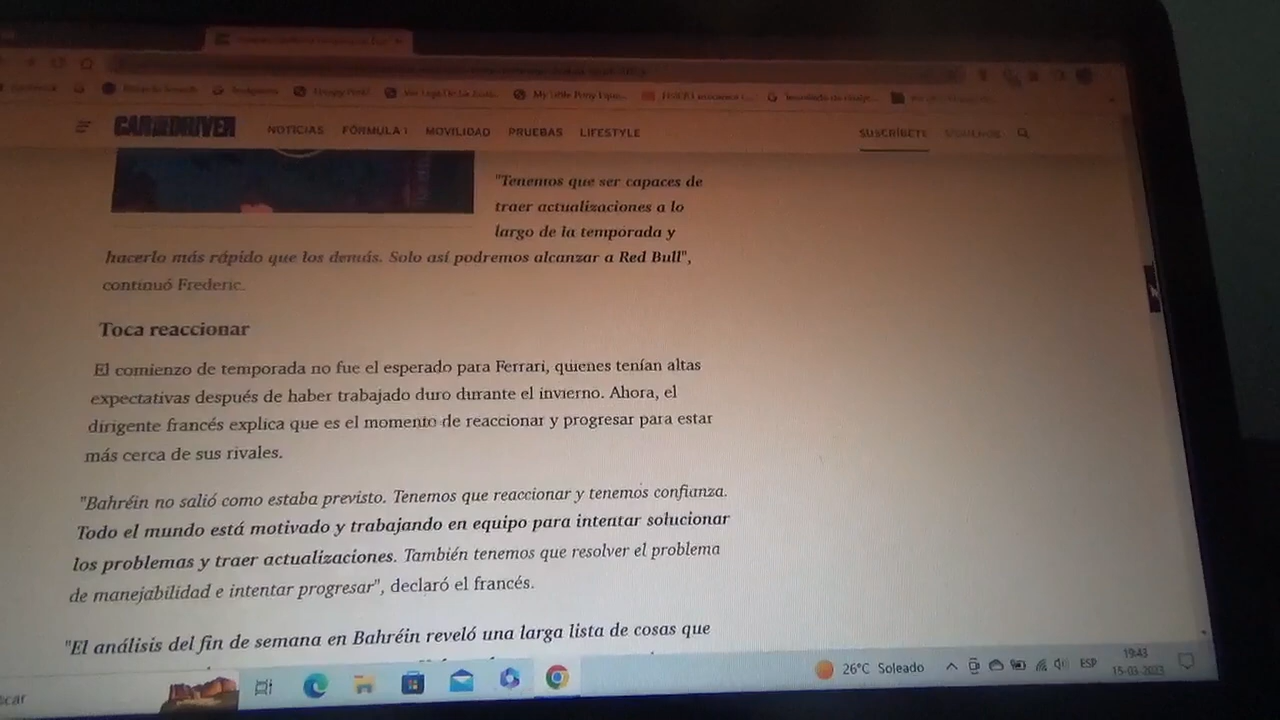 CAR AND DRIVER
NOTICIAS FÓRMULA 1 MOVILIDAD PRUEBAS LIFESTYLE SUSCRÍBETE SÍGUENOS
"Tenemos que ser capaces de
traer actualizaciones a lo
largo de la temporada y
hacerlo más rápido que los demás. Solo así podremos alcanzar a Red Bull",
continuó Frederic.
Toca reaccionar
El comienzo de temporada no fue el esperado para Ferrari, quienes tenían altas
expectativas después de haber trabajado duro durante el invierno. Ahora, el
dirigente francés explica que es el momento de reaccionar y progresar para estar
más cerca de sus rivales.
"Bahréin no salió como estaba previsto. Tenemos que reaccionar y tenemos confianza.
Todo el mundo está motivado y trabajando en equipo para intentar solucionar
los problemas y traer actualizaciones. También tenemos que resolver el problema
de manejabilidad e intentar progresar", declaró el francés.
"El análisis del fin de semana en Bahréin reveló una larga lista de cosas que
car 26°C Soleado ESP 19:43
15-03-2023